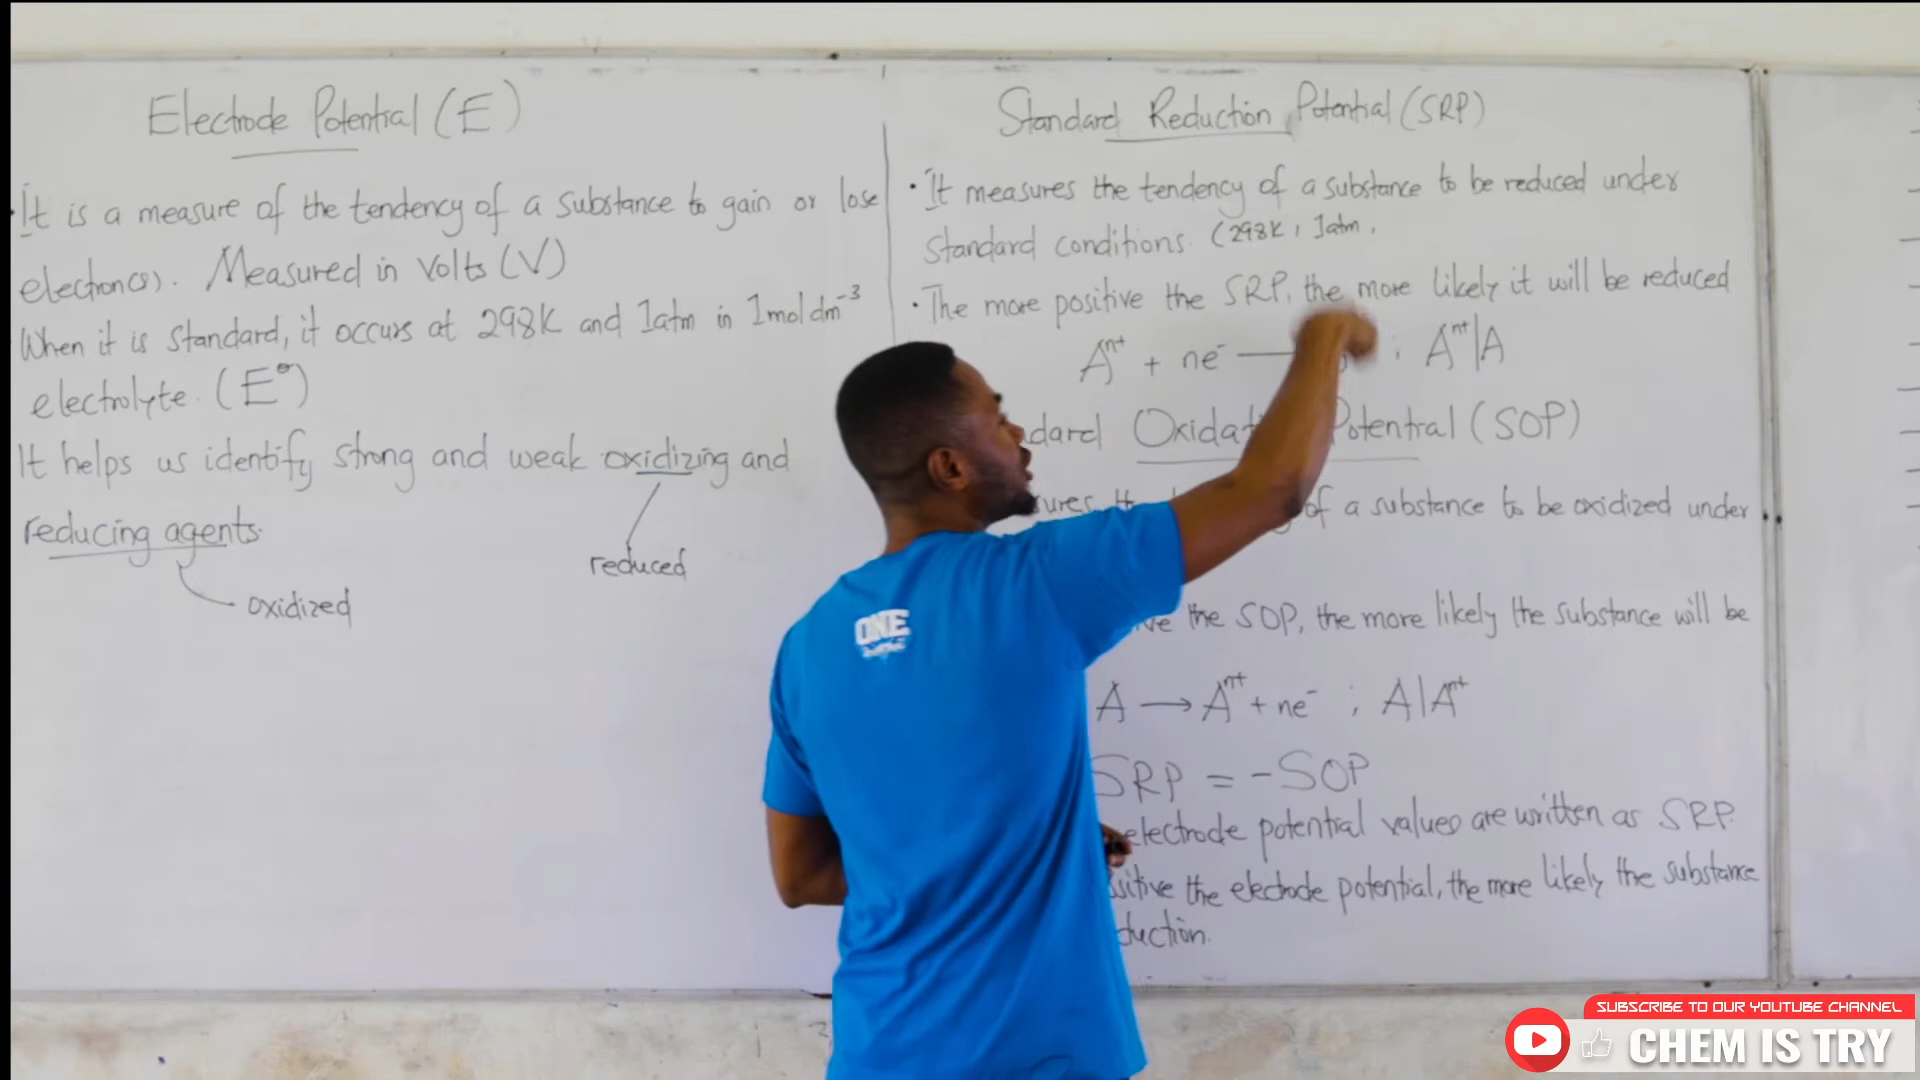 Electrode Potential (E)
• It is a measure of the tendency of a substance to gain or lose
electron(s). Measured in Volts (V)
When it is standard, it occurs at 298K and 1atm in 1moldm⁻³
electrolyte. (E⁰)
It helps us identify strong and weak oxidizing and
reducing agents.
reduced
oxidized
Standard Reduction Potential (SRP)
• It measures the tendency of a substance to be reduced under
standard conditions. (298K, 1atm,
• The more positive the SRP, the more likely it will be reduced
Aⁿ⁺ + ne⁻ ; Aⁿ⁺|A
Potential (SOP)
of a substance to be oxidized under
the SOP, the more likely the substance will be
A → Aⁿ⁺ + ne⁻ ; A|Aⁿ⁺
SRP = -SOP
electrode potential values are written as SRP.
the electrode potential, the more likely the substance
ONE
SUBSCRIBE TO OUR YOUTUBE CHANNEL
CHEM IS TRY